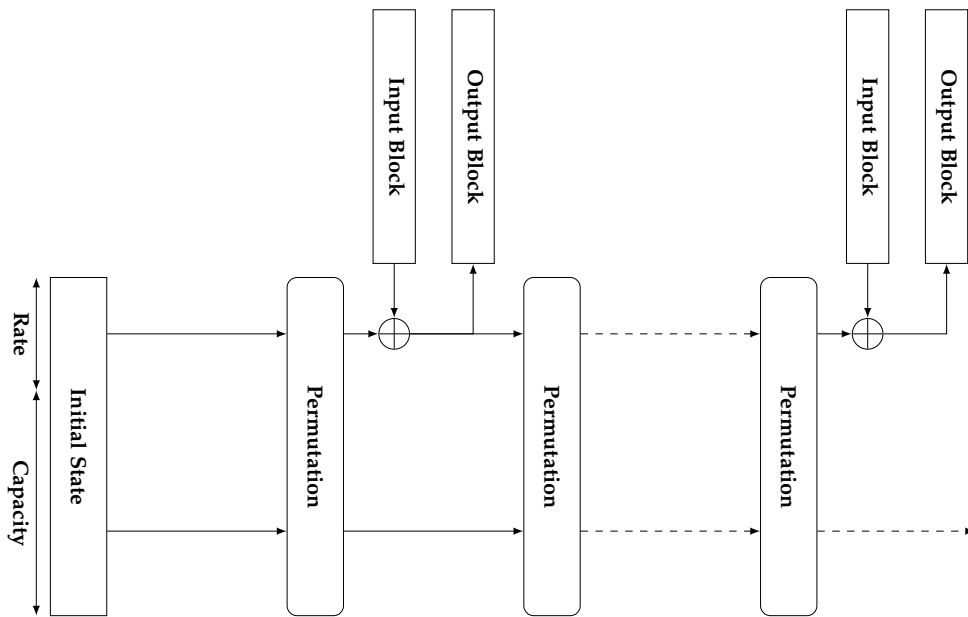 Input Block
Output Block
Input Block
Output Block
Rate
Capacity
Initial State
Permutation
Permutation
Permutation